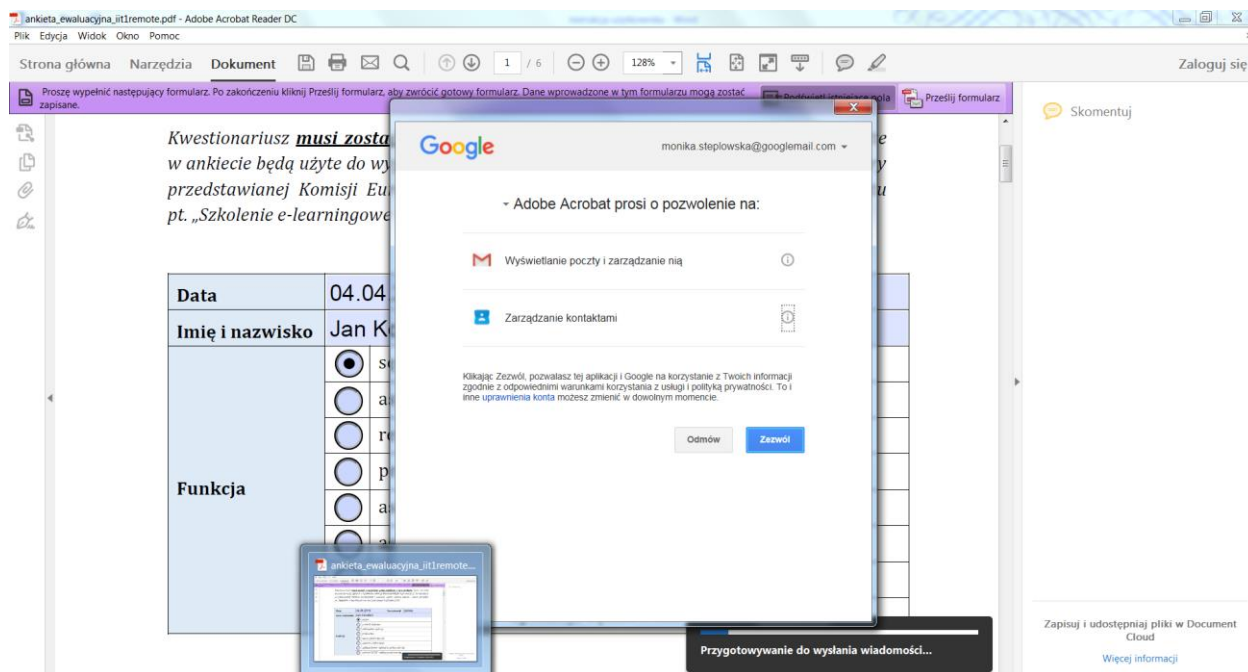 ankieta_ewaluacyjna_iit1remote.pdf - Adobe Acrobat Reader DC
Plik Edycja Widok Okno Pomoc
Strona główna Narzędzia Dokument 1 / 6 128% Zaloguj się
Proszę wypełnić następujący formularz. Po zakończeniu kliknij Prześlij formularz, aby zwrócić gotowy formularz. Dane wprowadzone w tym formularzu mogą zostać
zapisane.
Podświetl istniejące pola
Prześlij formularz
Skomentuj
Kwestionariusz musi zosta
w ankiecie będą użyte do wy
przedstawianej Komisji Eu
pt. „Szkolenie e-learningowe
Data 04.04
Imię i nazwisko Jan K
Funkcja
Google
monika.steplowska@googlemail.com
Adobe Acrobat prosi o pozwolenie na:
Wyświetlanie poczty i zarządzanie nią
Zarządzanie kontaktami
Klikając Zezwól, pozwalasz tej aplikacji i Google na korzystanie z Twoich informacji
zgodnie z odpowiednimi warunkami korzystania z usługi i polityką prywatności. To i
inne uprawnienia konta możesz zmienić w dowolnym momencie.
Odmów Zezwól
ankieta_ewaluacyjna_iit1remote...
Przygotowywanie do wysłania wiadomości...
Zapisuj i udostępniaj pliki w Document
Cloud
Więcej informacji